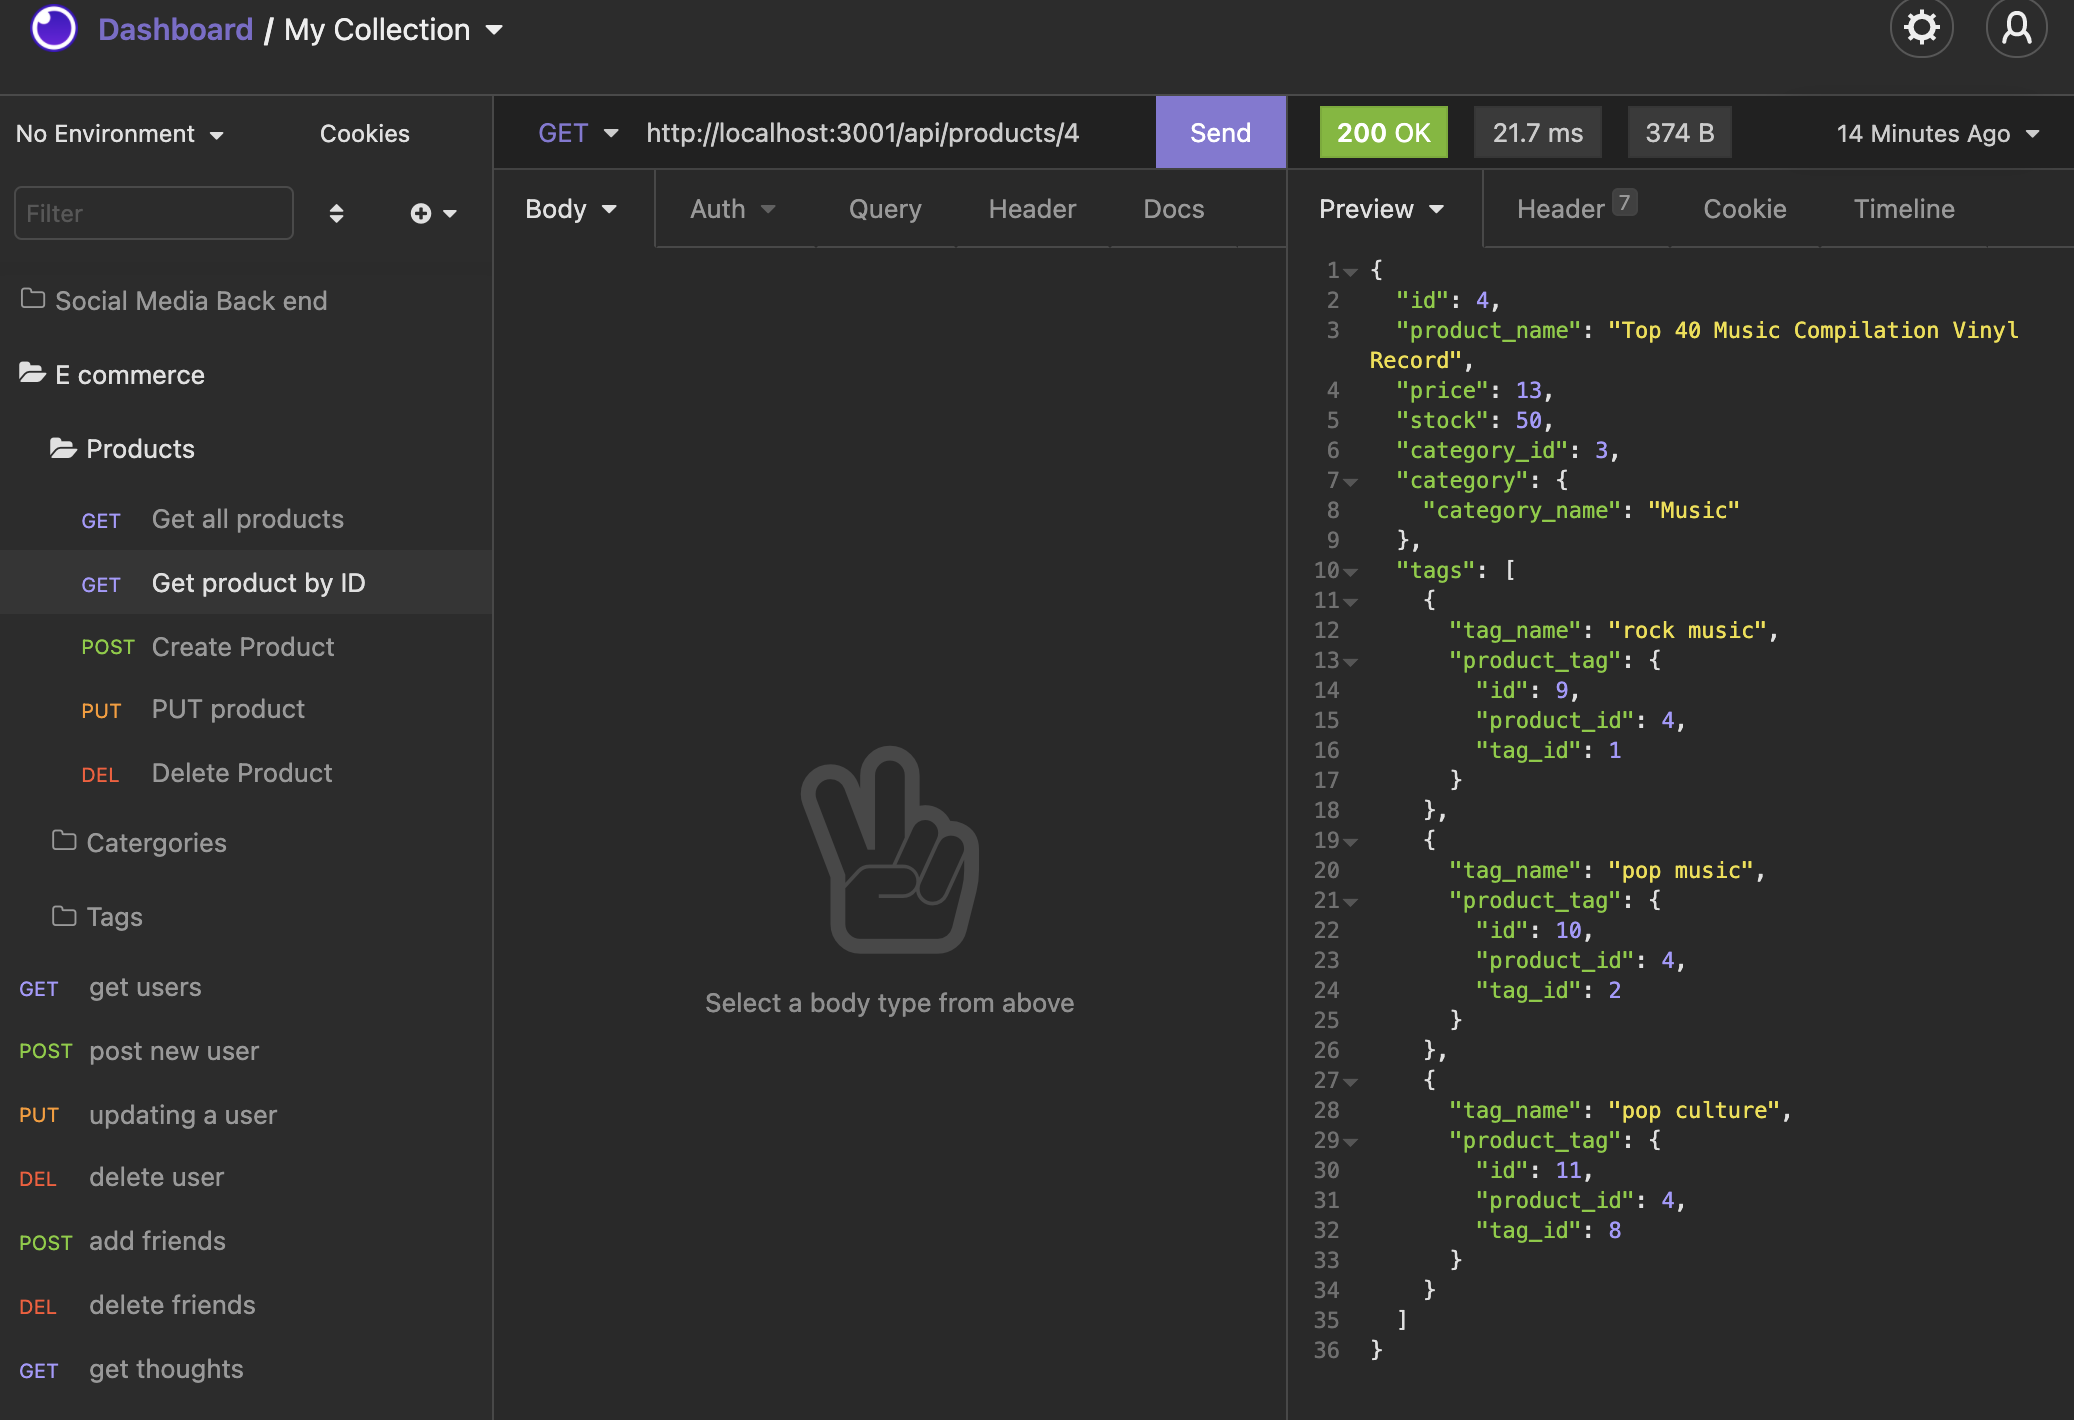 Dashboard / My Collection
No Environment
Cookies
Filter
Social Media Back end
E commerce
Products
GET Get all products
GET Get product by ID
POST Create Product
PUT PUT product
DEL Delete Product
Catergories
Tags
GET get users
POST post new user
PUT updating a user
DEL delete user
POST add friends
DEL delete friends
GET get thoughts
GET http://localhost:3001/api/products/4 Send
Body Auth Query Header Docs
Select a body type from above
200 OK 21.7 ms 374 B 14 Minutes Ago
Preview Header 7 Cookie Timeline
1 {
2 "id": 4,
3 "product_name": "Top 40 Music Compilation Vinyl
Record",
4 "price": 13,
5 "stock": 50,
6 "category_id": 3,
7 "category": {
8 "category_name": "Music"
9 },
10 "tags": [
11 {
12 "tag_name": "rock music",
13 "product_tag": {
14 "id": 9,
15 "product_id": 4,
16 "tag_id": 1
17 }
18 },
19 {
20 "tag_name": "pop music",
21 "product_tag": {
22 "id": 10,
23 "product_id": 4,
24 "tag_id": 2
25 }
26 },
27 {
28 "tag_name": "pop culture",
29 "product_tag": {
30 "id": 11,
31 "product_id": 4,
32 "tag_id": 8
33 }
34 }
35 ]
36 }